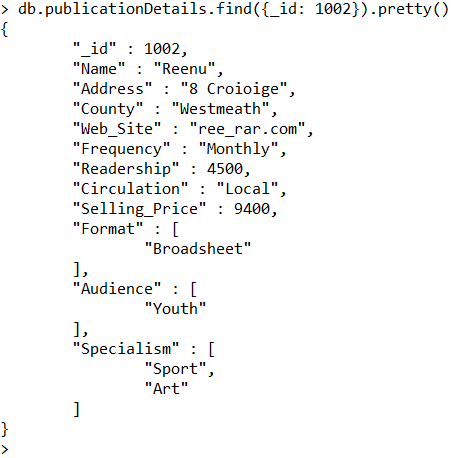 > db.publicationDetails.find({_id: 1002}).pretty()
{
"_id" : 1002,
"Name" : "Reenu",
"Address" : "8 Croioige",
"County" : "Westmeath",
"Web_Site" : "ree_rar.com",
"Frequency" : "Monthly",
"Readership" : 4500,
"Circulation" : "Local",
"Selling_Price" : 9400,
"Format" : [
"Broadsheet"
],
"Audience" : [
"Youth"
],
"Specialism" : [
"Sport",
"Art"
]
}
>